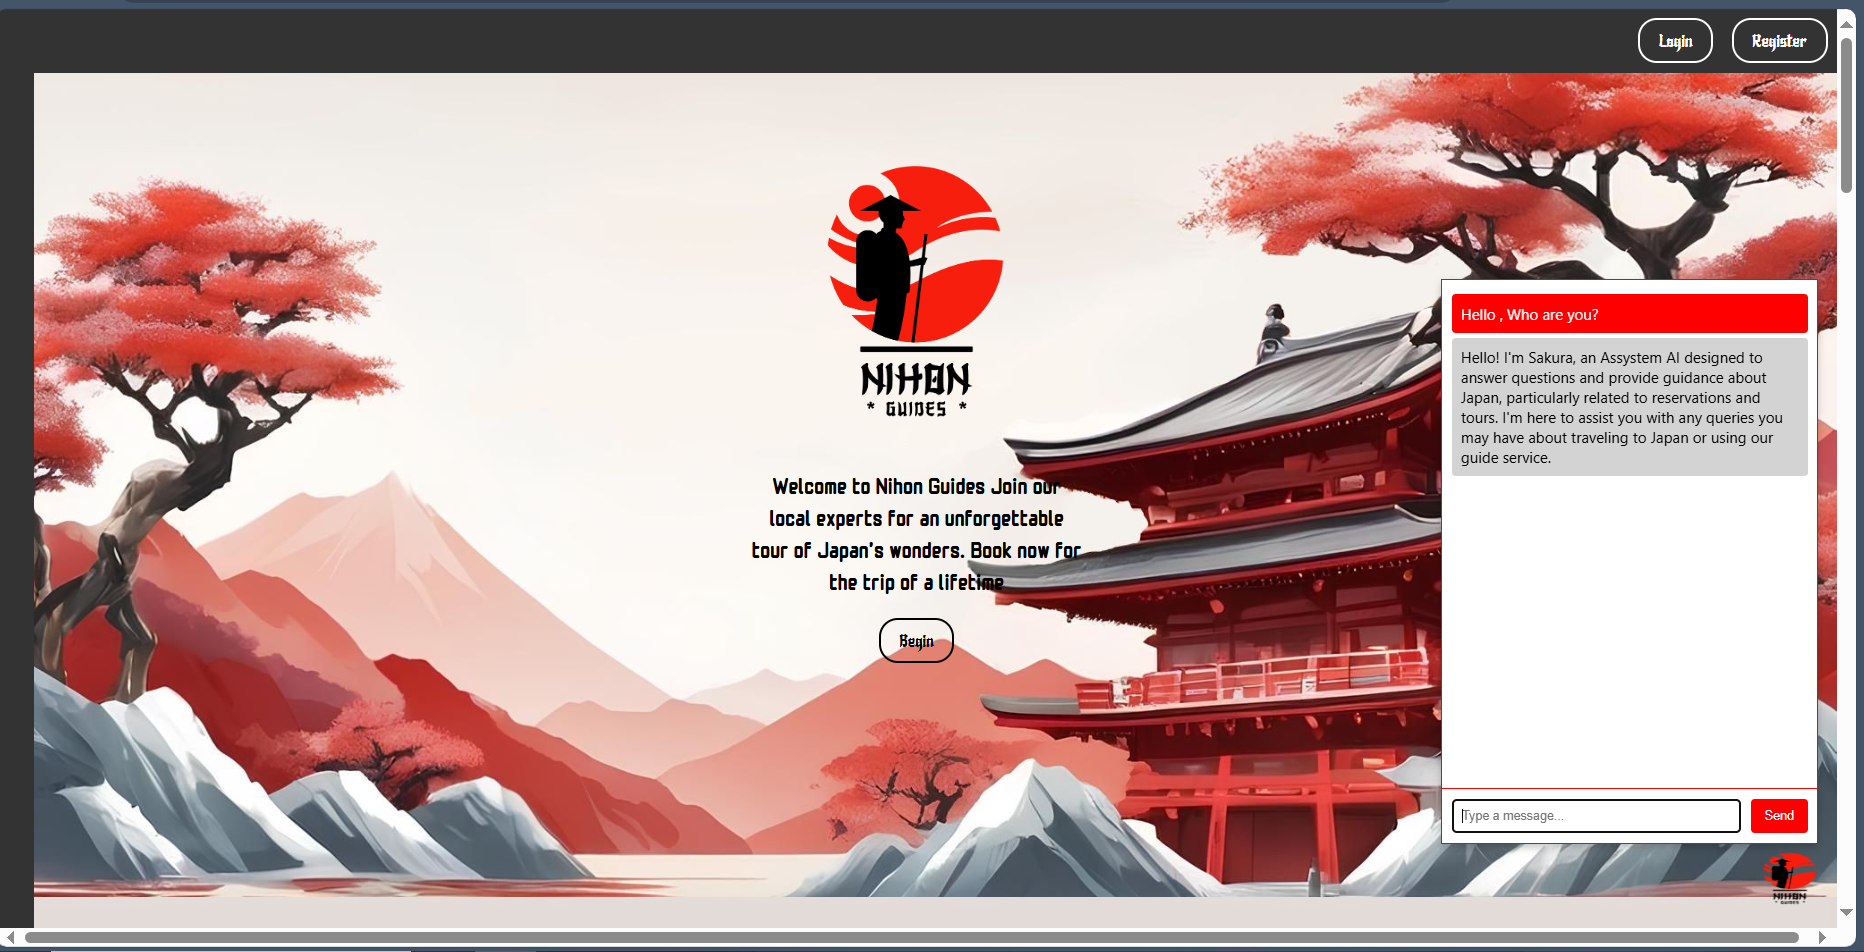 Login
Register
NIHON
* GUIDES *
Welcome to Nihon Guides Join our
local experts for an unforgettable
tour of Japan's wonders. Book now for
the trip of a lifetime
Begin
Hello , Who are you?
Hello! I'm Sakura, an Assystem AI designed to
answer questions and provide guidance about
Japan, particularly related to reservations and
tours. I'm here to assist you with any queries you
may have about traveling to Japan or using our
guide service.
Type a message...
Send
NIHON
* GUIDES *